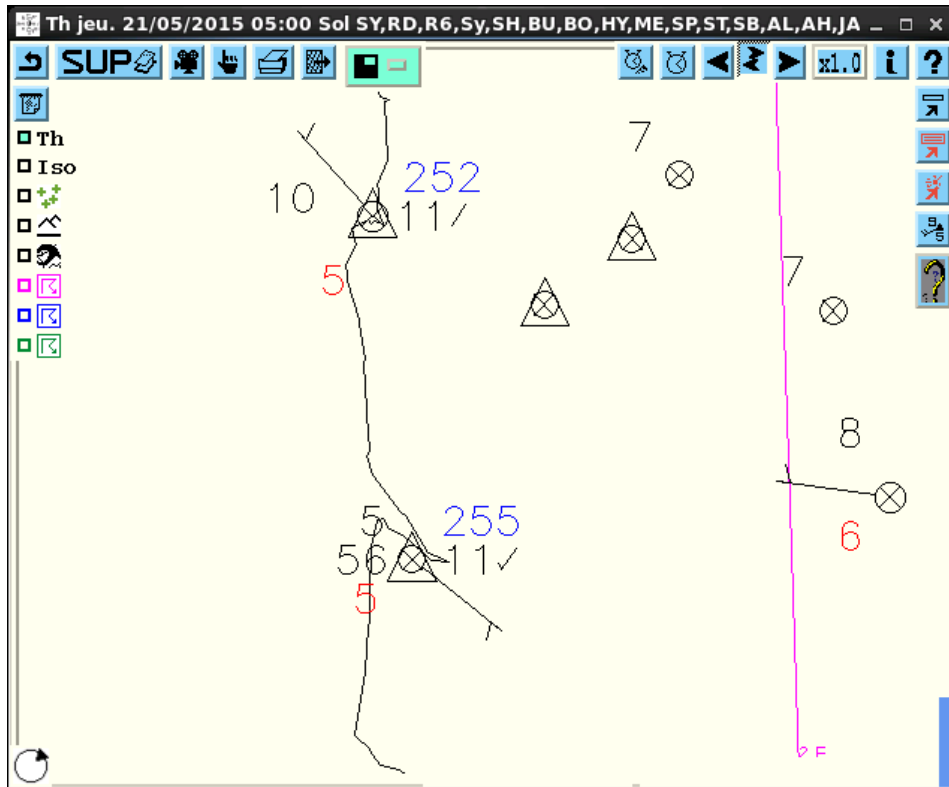 Th jeu. 21/05/2015 05:00 Sol SY,RD,R6,Sy,SH,BU,BO,HY,ME,SP,ST,SB,AL,AH,JA
SUP x1.0 i ?
Th
Iso
7
10 252
11
5
7
8
5 255
56 11
6
5